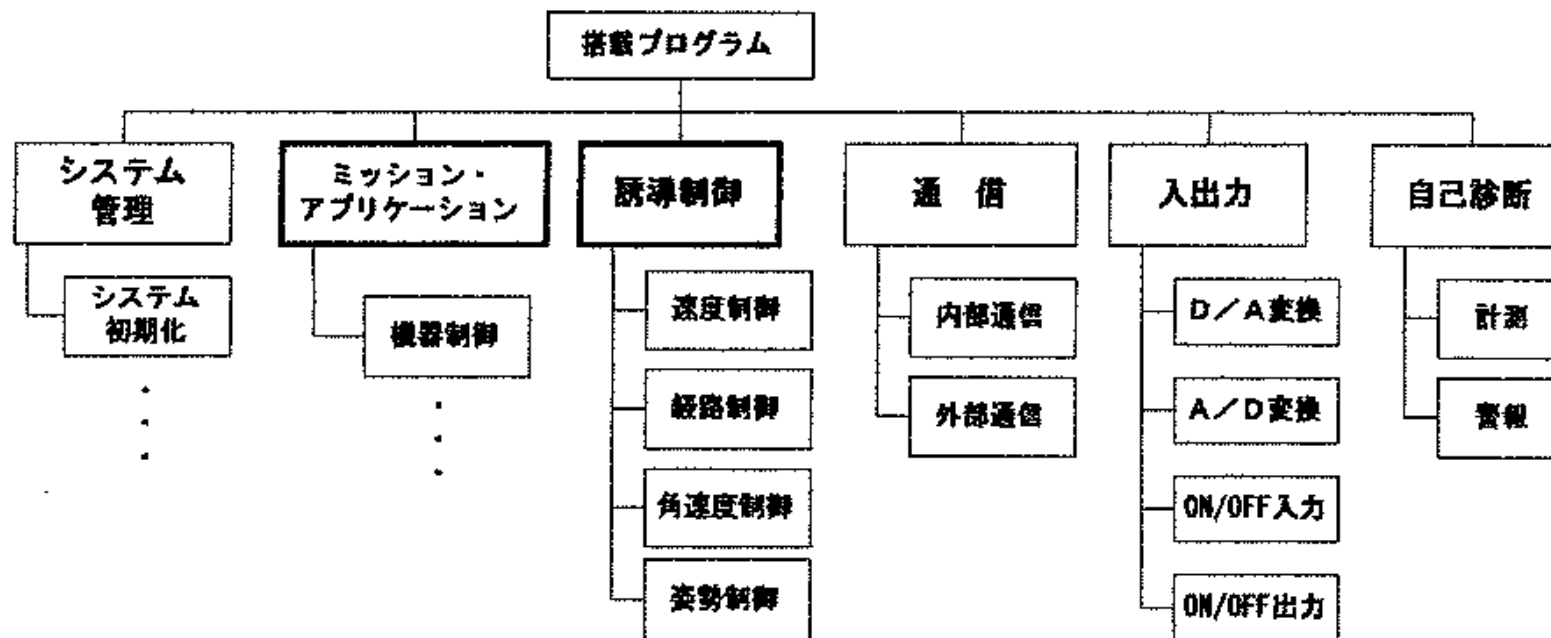 搭載プログラム
システム
管理
ミッション・
アプリケーション
誘導制御
通 信
入出力
自己診断
システム
初期化
機器制御
速度制御
経路制御
角速度制御
姿勢制御
内部通信
外部通信
D/A変換
A/D変換
ON/OFF入力
ON/OFF出力
計測
警報